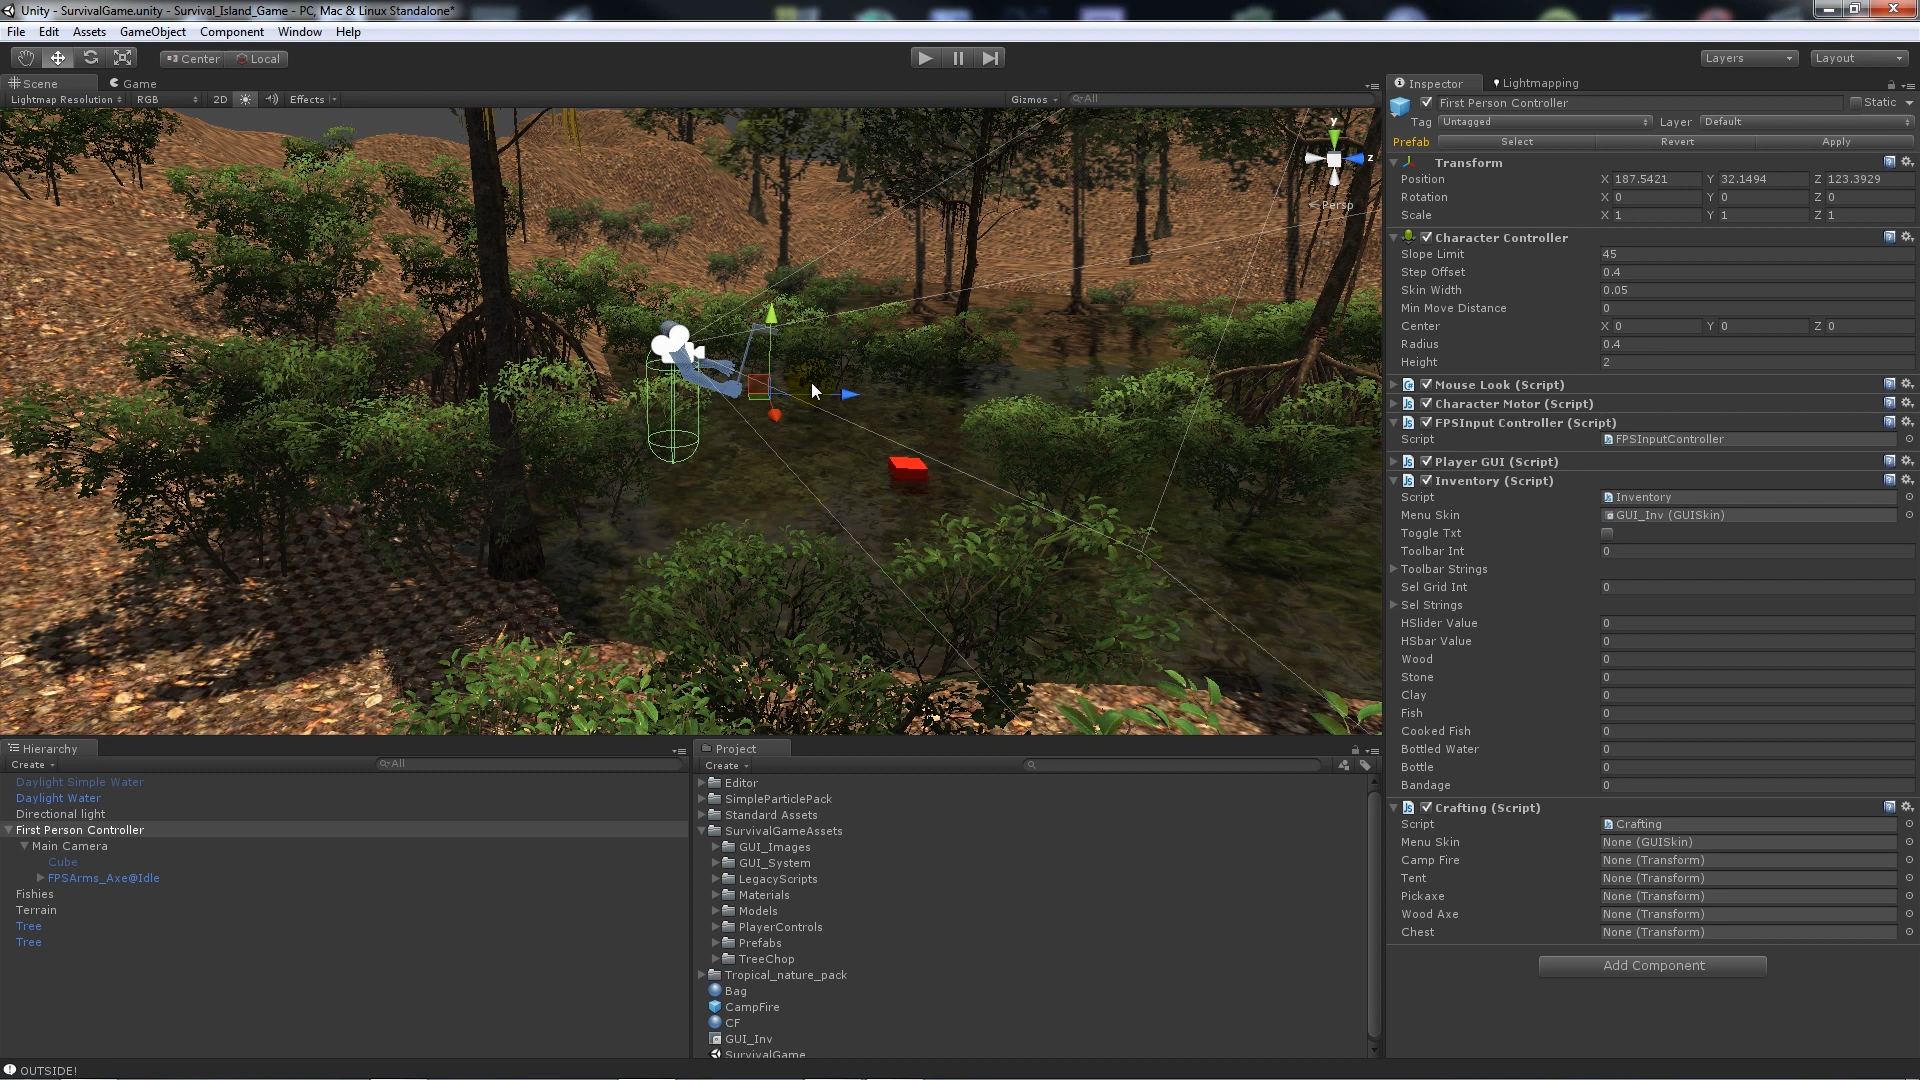 Unity - SurvivalGame.unity - Survival_Island_Game - PC, Mac & Linux Standalone*
File Edit Assets GameObject Component Window Help
Center Local
Layers Layout
Scene Game
Lightmap Resolution RGB 2D Effects Gizmos All
y
z
Persp
Inspector Lightmapping
First Person Controller Static
Tag Untagged Layer Default
Prefab Select Revert Apply
Transform
Position X 187.5421 Y 32.1494 Z 123.3929
Rotation X 0 Y 0 Z 0
Scale X 1 Y 1 Z 1
Character Controller
Slope Limit 45
Step Offset 0.4
Skin Width 0.05
Min Move Distance 0
Center X 0 Y 0 Z 0
Radius 0.4
Height 2
Mouse Look (Script)
Character Motor (Script)
FPSInput Controller (Script)
Script FPSInputController
Player GUI (Script)
Inventory (Script)
Script Inventory
Menu Skin GUI_Inv (GUISkin)
Toggle Txt
Toolbar Int 0
Toolbar Strings
Sel Grid Int 0
Sel Strings
HSlider Value 0
HSbar Value 0
Wood 0
Stone 0
Clay 0
Fish 0
Cooked Fish 0
Bottled Water 0
Bottle 0
Bandage 0
Crafting (Script)
Script Crafting
Menu Skin None (GUISkin)
Camp Fire None (Transform)
Tent None (Transform)
Pickaxe None (Transform)
Wood Axe None (Transform)
Chest None (Transform)
Add Component
Hierarchy
Create All
Daylight Simple Water
Daylight Water
Directional light
First Person Controller
Main Camera
Cube
FPSArms_Axe@Idle
Fishies
Terrain
Tree
Tree
Project
Create
Editor
SimpleParticlePack
Standard Assets
SurvivalGameAssets
GUI_Images
GUI_System
LegacyScripts
Materials
Models
PlayerControls
Prefabs
TreeChop
Tropical_nature_pack
Bag
CampFire
CF
GUI_Inv
SurvivalGame
OUTSIDE!